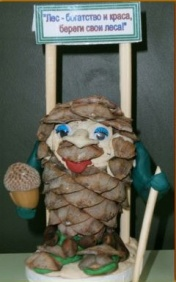 "Лес - богатство и краса,
береги свои леса!"